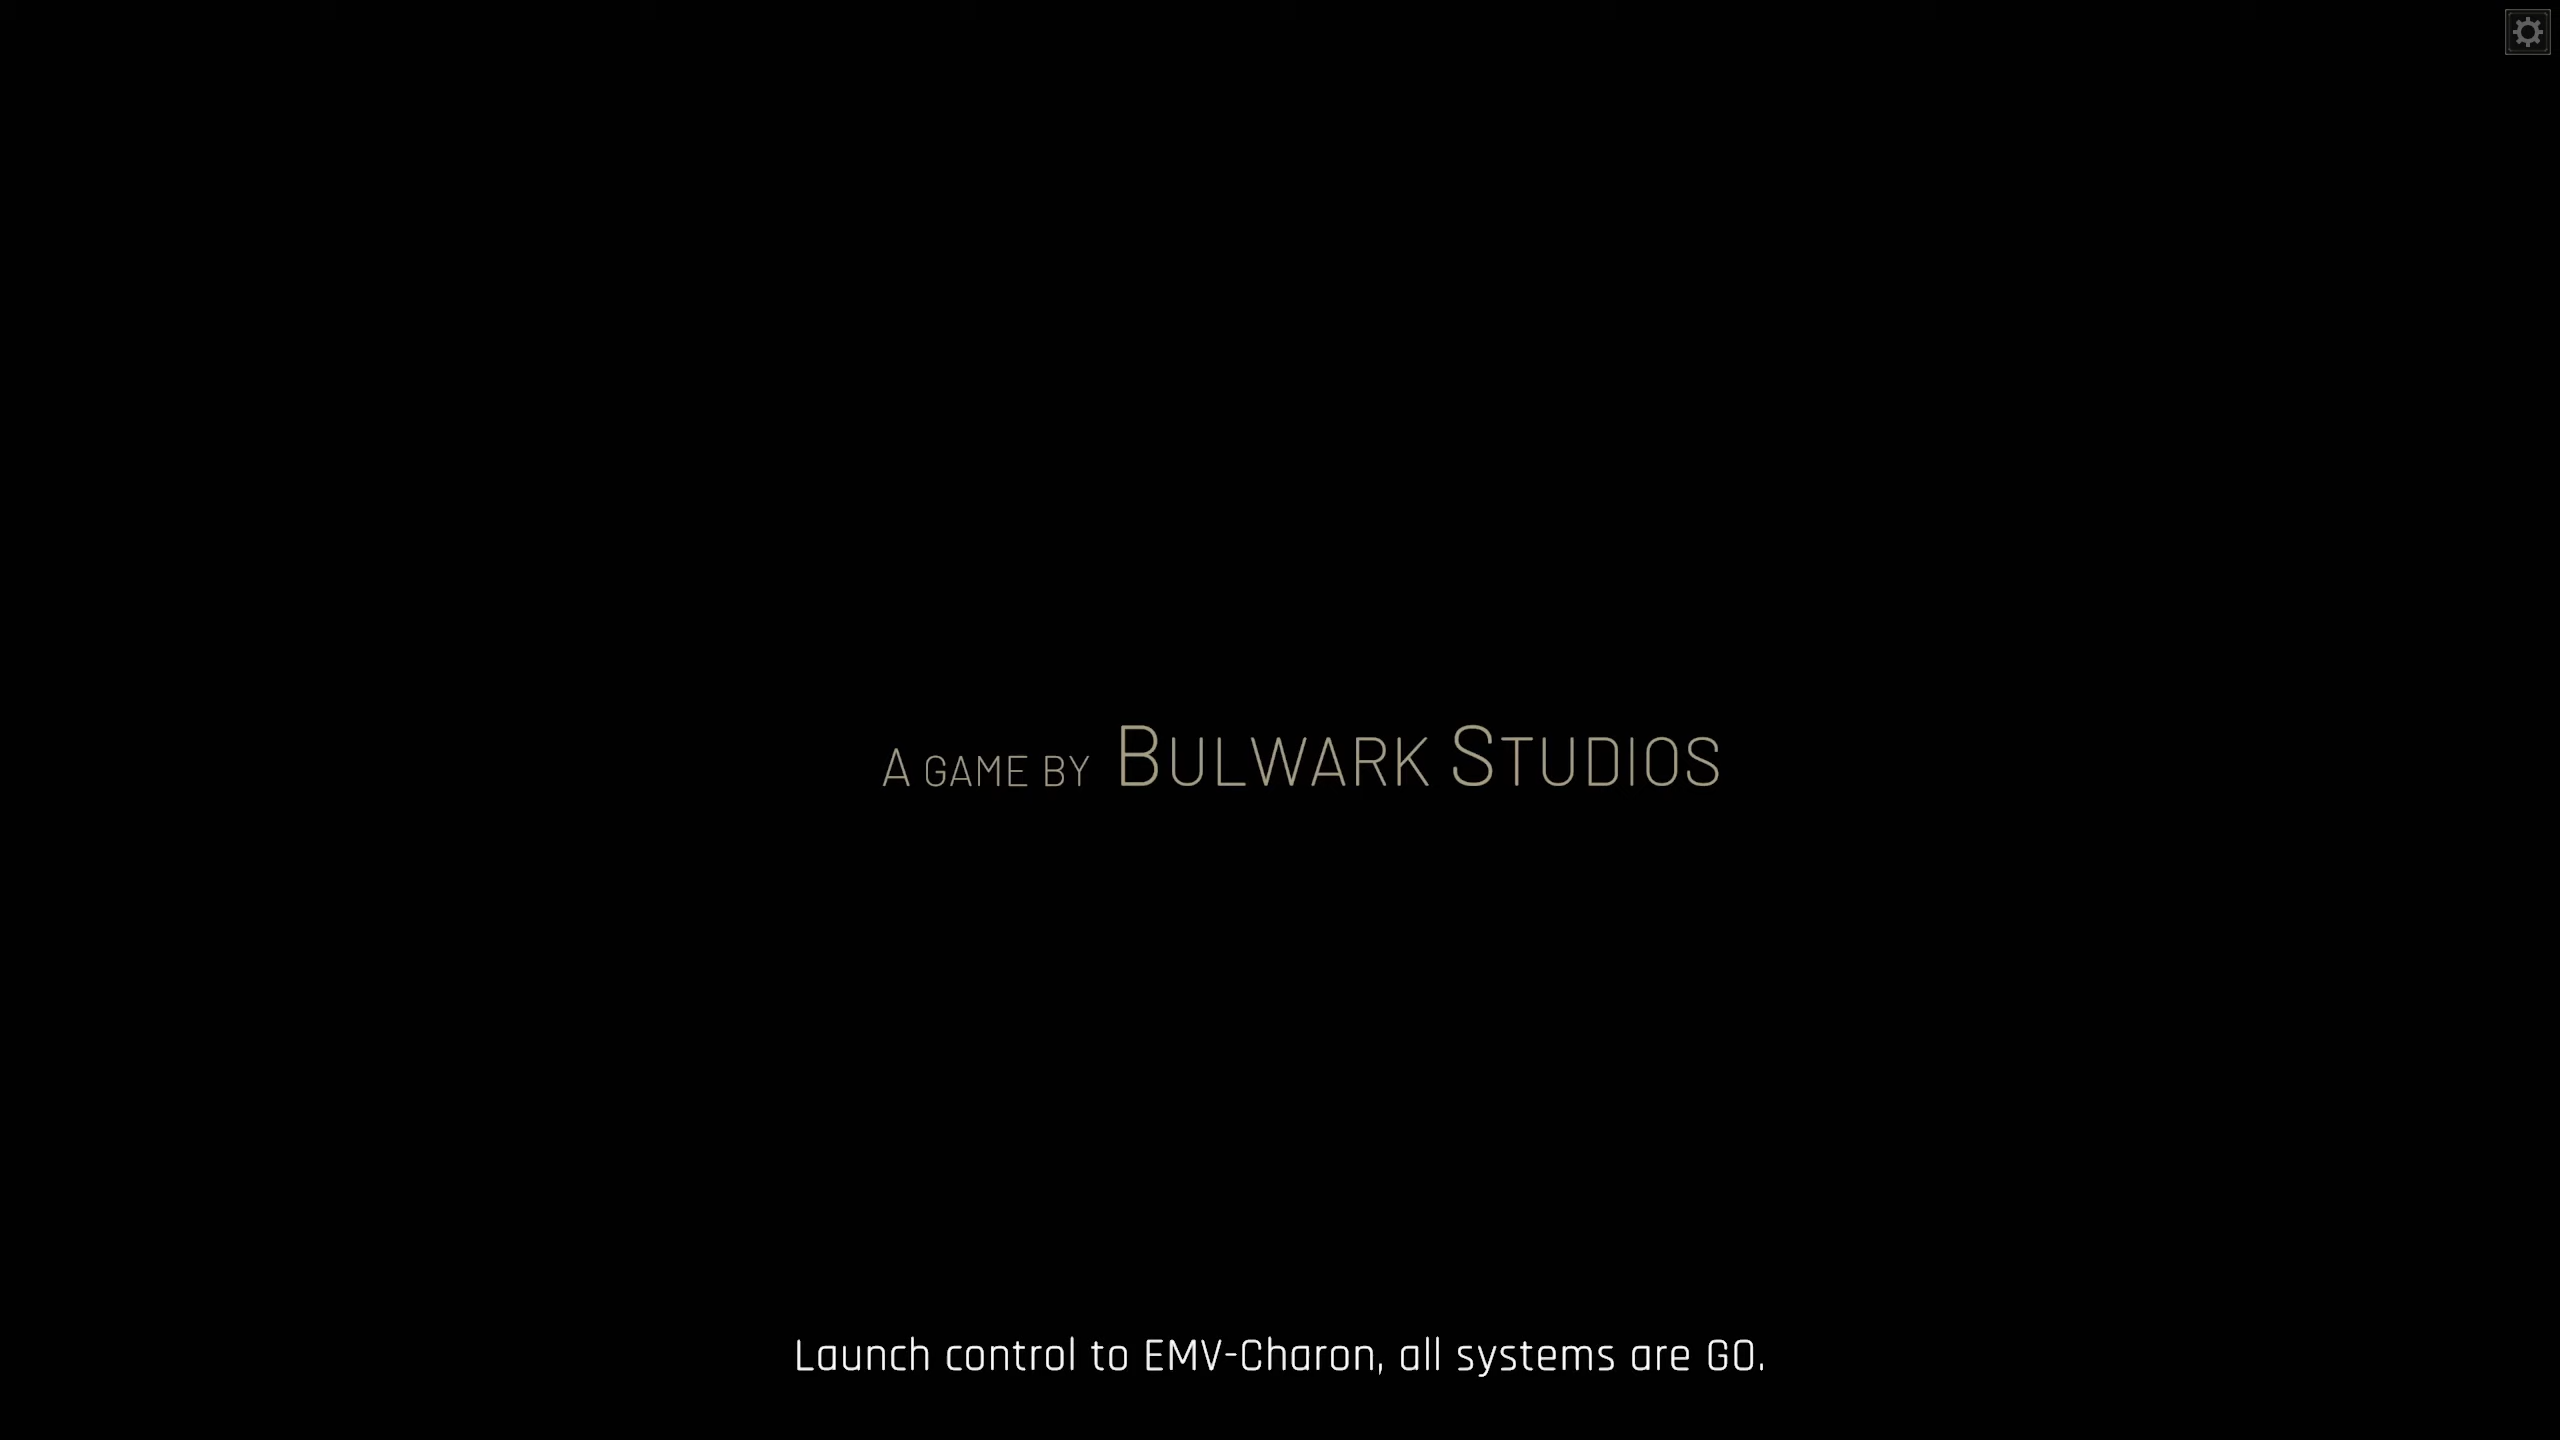 A GAME BY BULWARK STUDIOS
Launch control to EMV-Charon, all systems are GO.